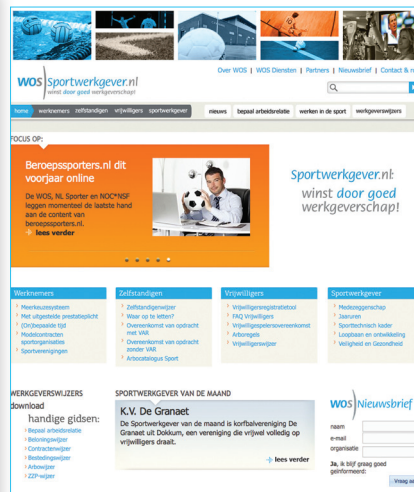 Over WOS | WOS Diensten | Partners | Nieuwsbrief | Contact &
WOS Sportwerkgever.nl
winst door goed werkgeverschap!
home werknemers zelfstandigen vrijwilligers sportwerkgever nieuws bepaal arbeidsrelatie werken in de sport werkgeverswijzers
FOCUS OP:
Beroepssporters.nl dit
voorjaar online
De WOS, NL Sporter en NOC*NSF
leggen momenteel de laatste hand
aan de content van
beroepssporters.nl.
lees verder
Sportwerkgever.nl:
winst door goed
werkgeverschap!
Werknemers
Meerkeuzesysteem
Met uitgestelde prestatieplicht
(On)bepaalde tijd
Modelcontracten
sportorganisaties
Sportverenigingen
Zelfstandigen
Zelfstandigenwijzer
Waar op te letten?
Overeenkomst van opdracht
met VAR
Overeenkomst van opdracht
zonder VAR
Arbocatalogus Sport
Vrijwilligers
Vrijwilligersregistratietool
FAQ Vrijwilligers
Vrijwilligersspelersovereenkomst
Arboregels
Vrijwilligerswijzer
Sportwerkgever
Medezeggenschap
Jaaruren
Sporttechnisch kader
Loopbaan en ontwikkeling
Veiligheid en Gezondheid
WERKGEVERSWIJZERS
download
handige gidsen:
Bepaal arbeidsrelatie
Beloningswijzer
Contractenwijzer
Bestedingswijzer
Arbowijzer
ZZP-wijzer
SPORTWERKGEVER VAN DE MAAND
K.V. De Granaet
De Sportwerkgever van de maand is korfbalvereniging De
Granaet uit Dokkum, een vereniging die vrijwel volledig op
vrijwilligers draait.
lees verder
WOS Nieuwsbrief
naam
e-mail
organisatie
Ja, ik blijf graag goed
geïnformeerd:
Vraag